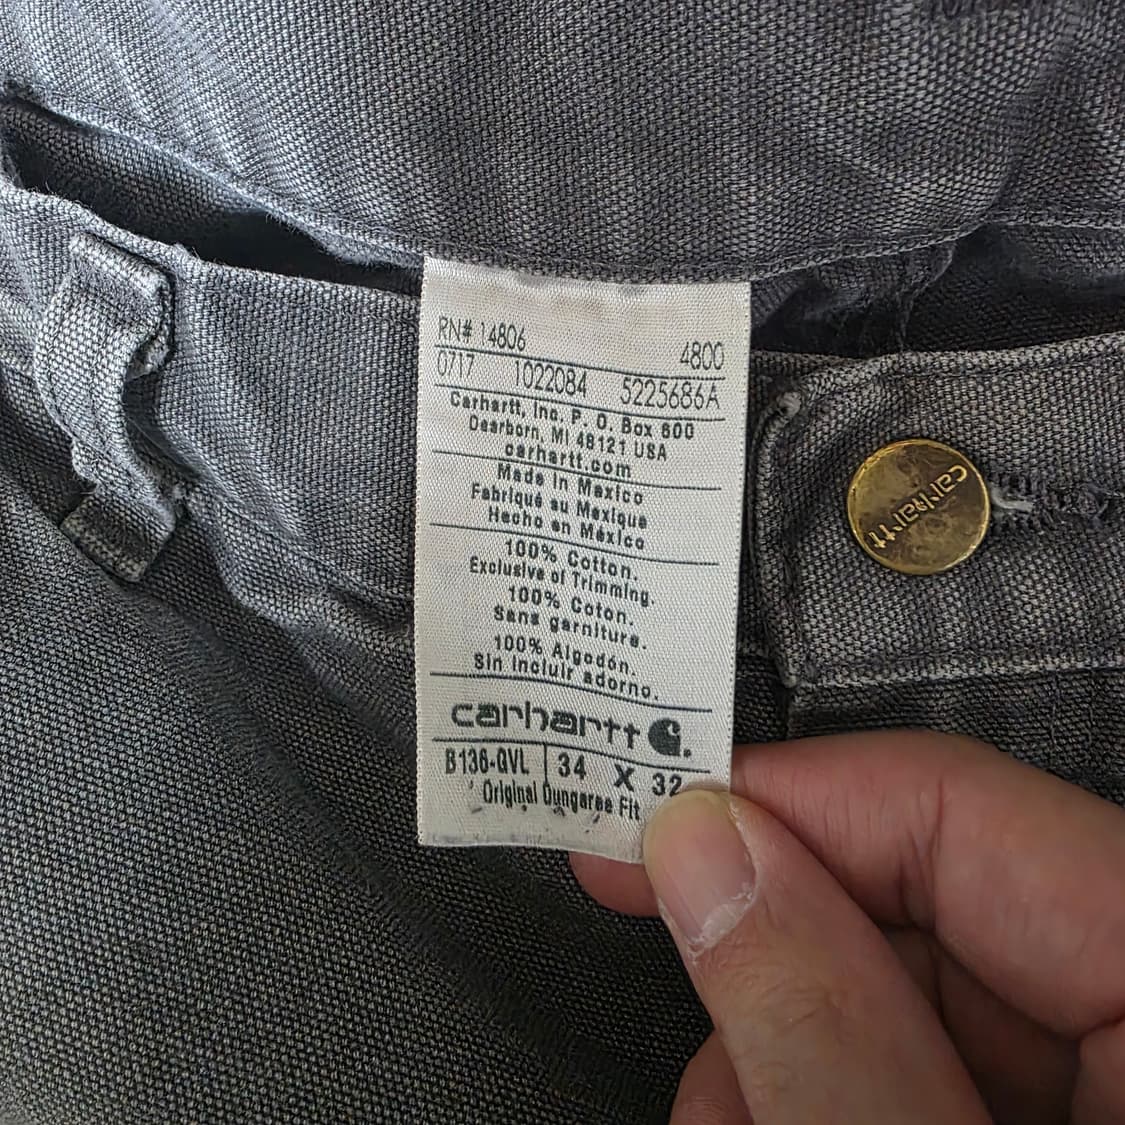 RN# 14806 4800
0717 1022084 5225686A
Carhartt, Inc. P. O. Box 600
Dearborn, MI 48121 USA
carhartt.com
Made in Mexico
Fabriqué au Mexique
Hecho en México
100% Cotton.
Exclusive of Trimming.
100% Coton.
Sans garniture.
100% Algodón.
Sin incluir adorno.
carhartt
B136-GVL 34 X 32
Original Dungaree Fit
carhartt